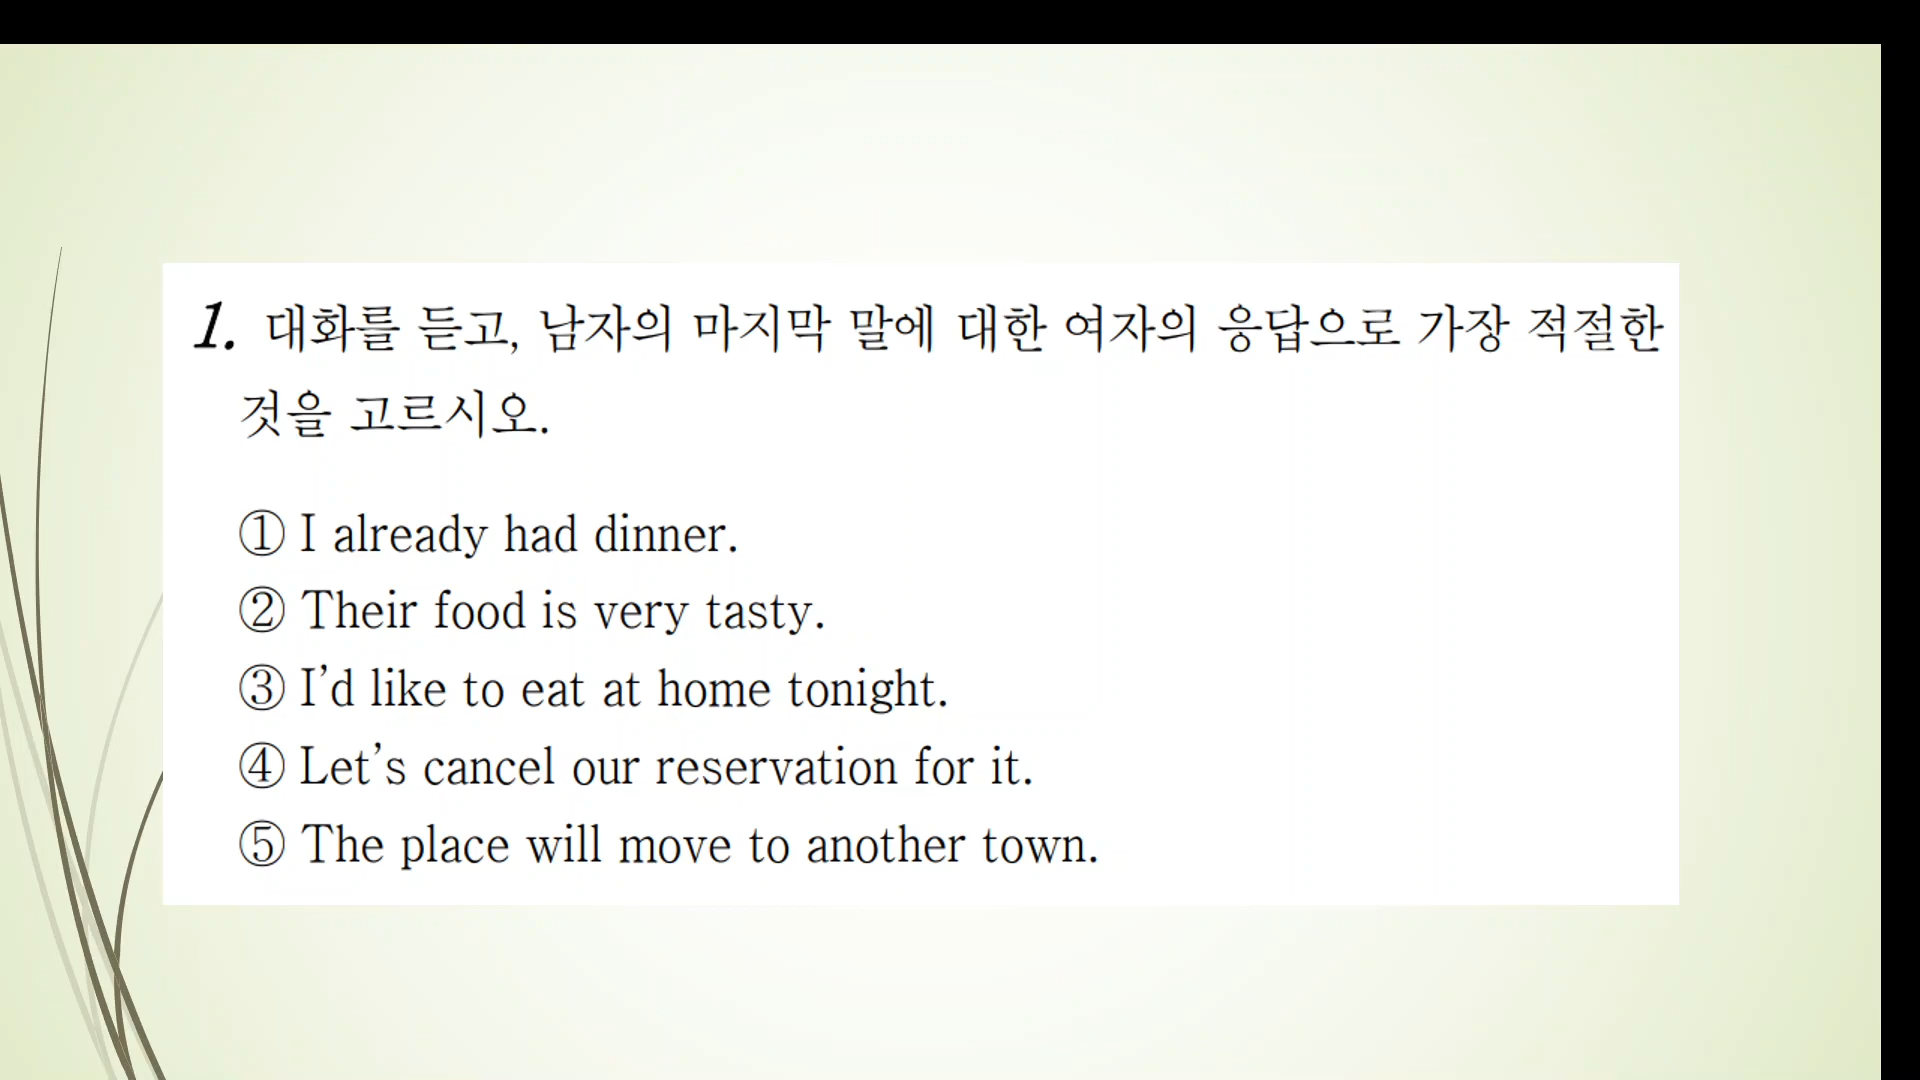 1. 대화를 듣고, 남자의 마지막 말에 대한 여자의 응답으로 가장 적절한
것을 고르시오.
① I already had dinner.
② Their food is very tasty.
③ I’d like to eat at home tonight.
④ Let’s cancel our reservation for it.
⑤ The place will move to another town.